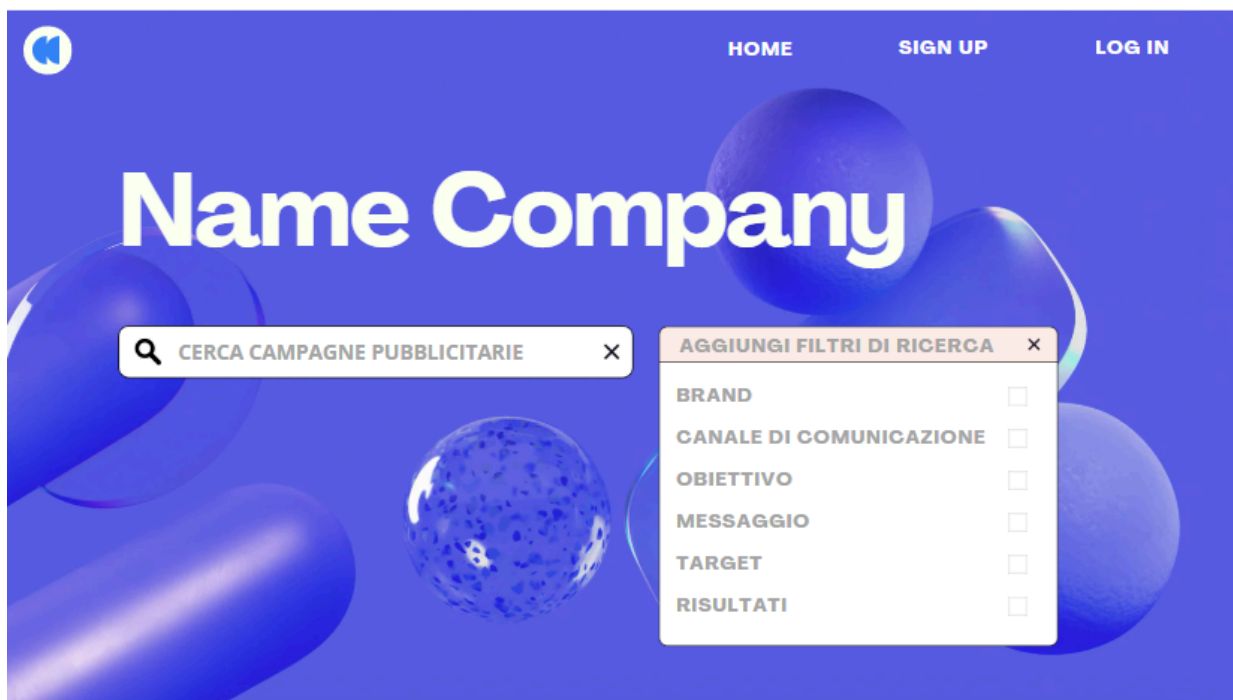 HOME
SIGN UP
LOG IN
Name Company
CERCA CAMPAGNE PUBBLICITARIE
AGGIUNGI FILTRI DI RICERCA
BRAND
CANALE DI COMUNICAZIONE
OBIETTIVO
MESSAGGIO
TARGET
RISULTATI